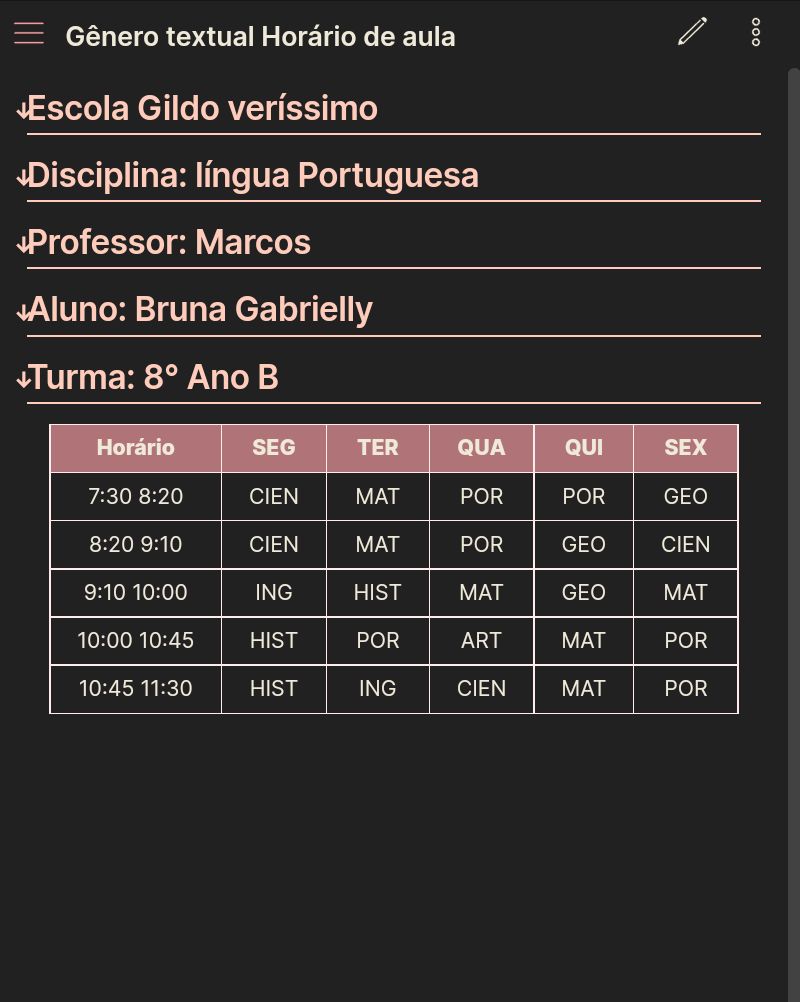 Gênero textual Horário de aula
Escola Gildo veríssimo
Disciplina: língua Portuguesa
Professor: Marcos
Aluno: Bruna Gabrielly
Turma: 8° Ano B
Horário SEG TER QUA QUI SEX
7:30 8:20 CIEN MAT POR POR GEO
8:20 9:10 CIEN MAT POR GEO CIEN
9:10 10:00 ING HIST MAT GEO MAT
10:00 10:45 HIST POR ART MAT POR
10:45 11:30 HIST ING CIEN MAT POR